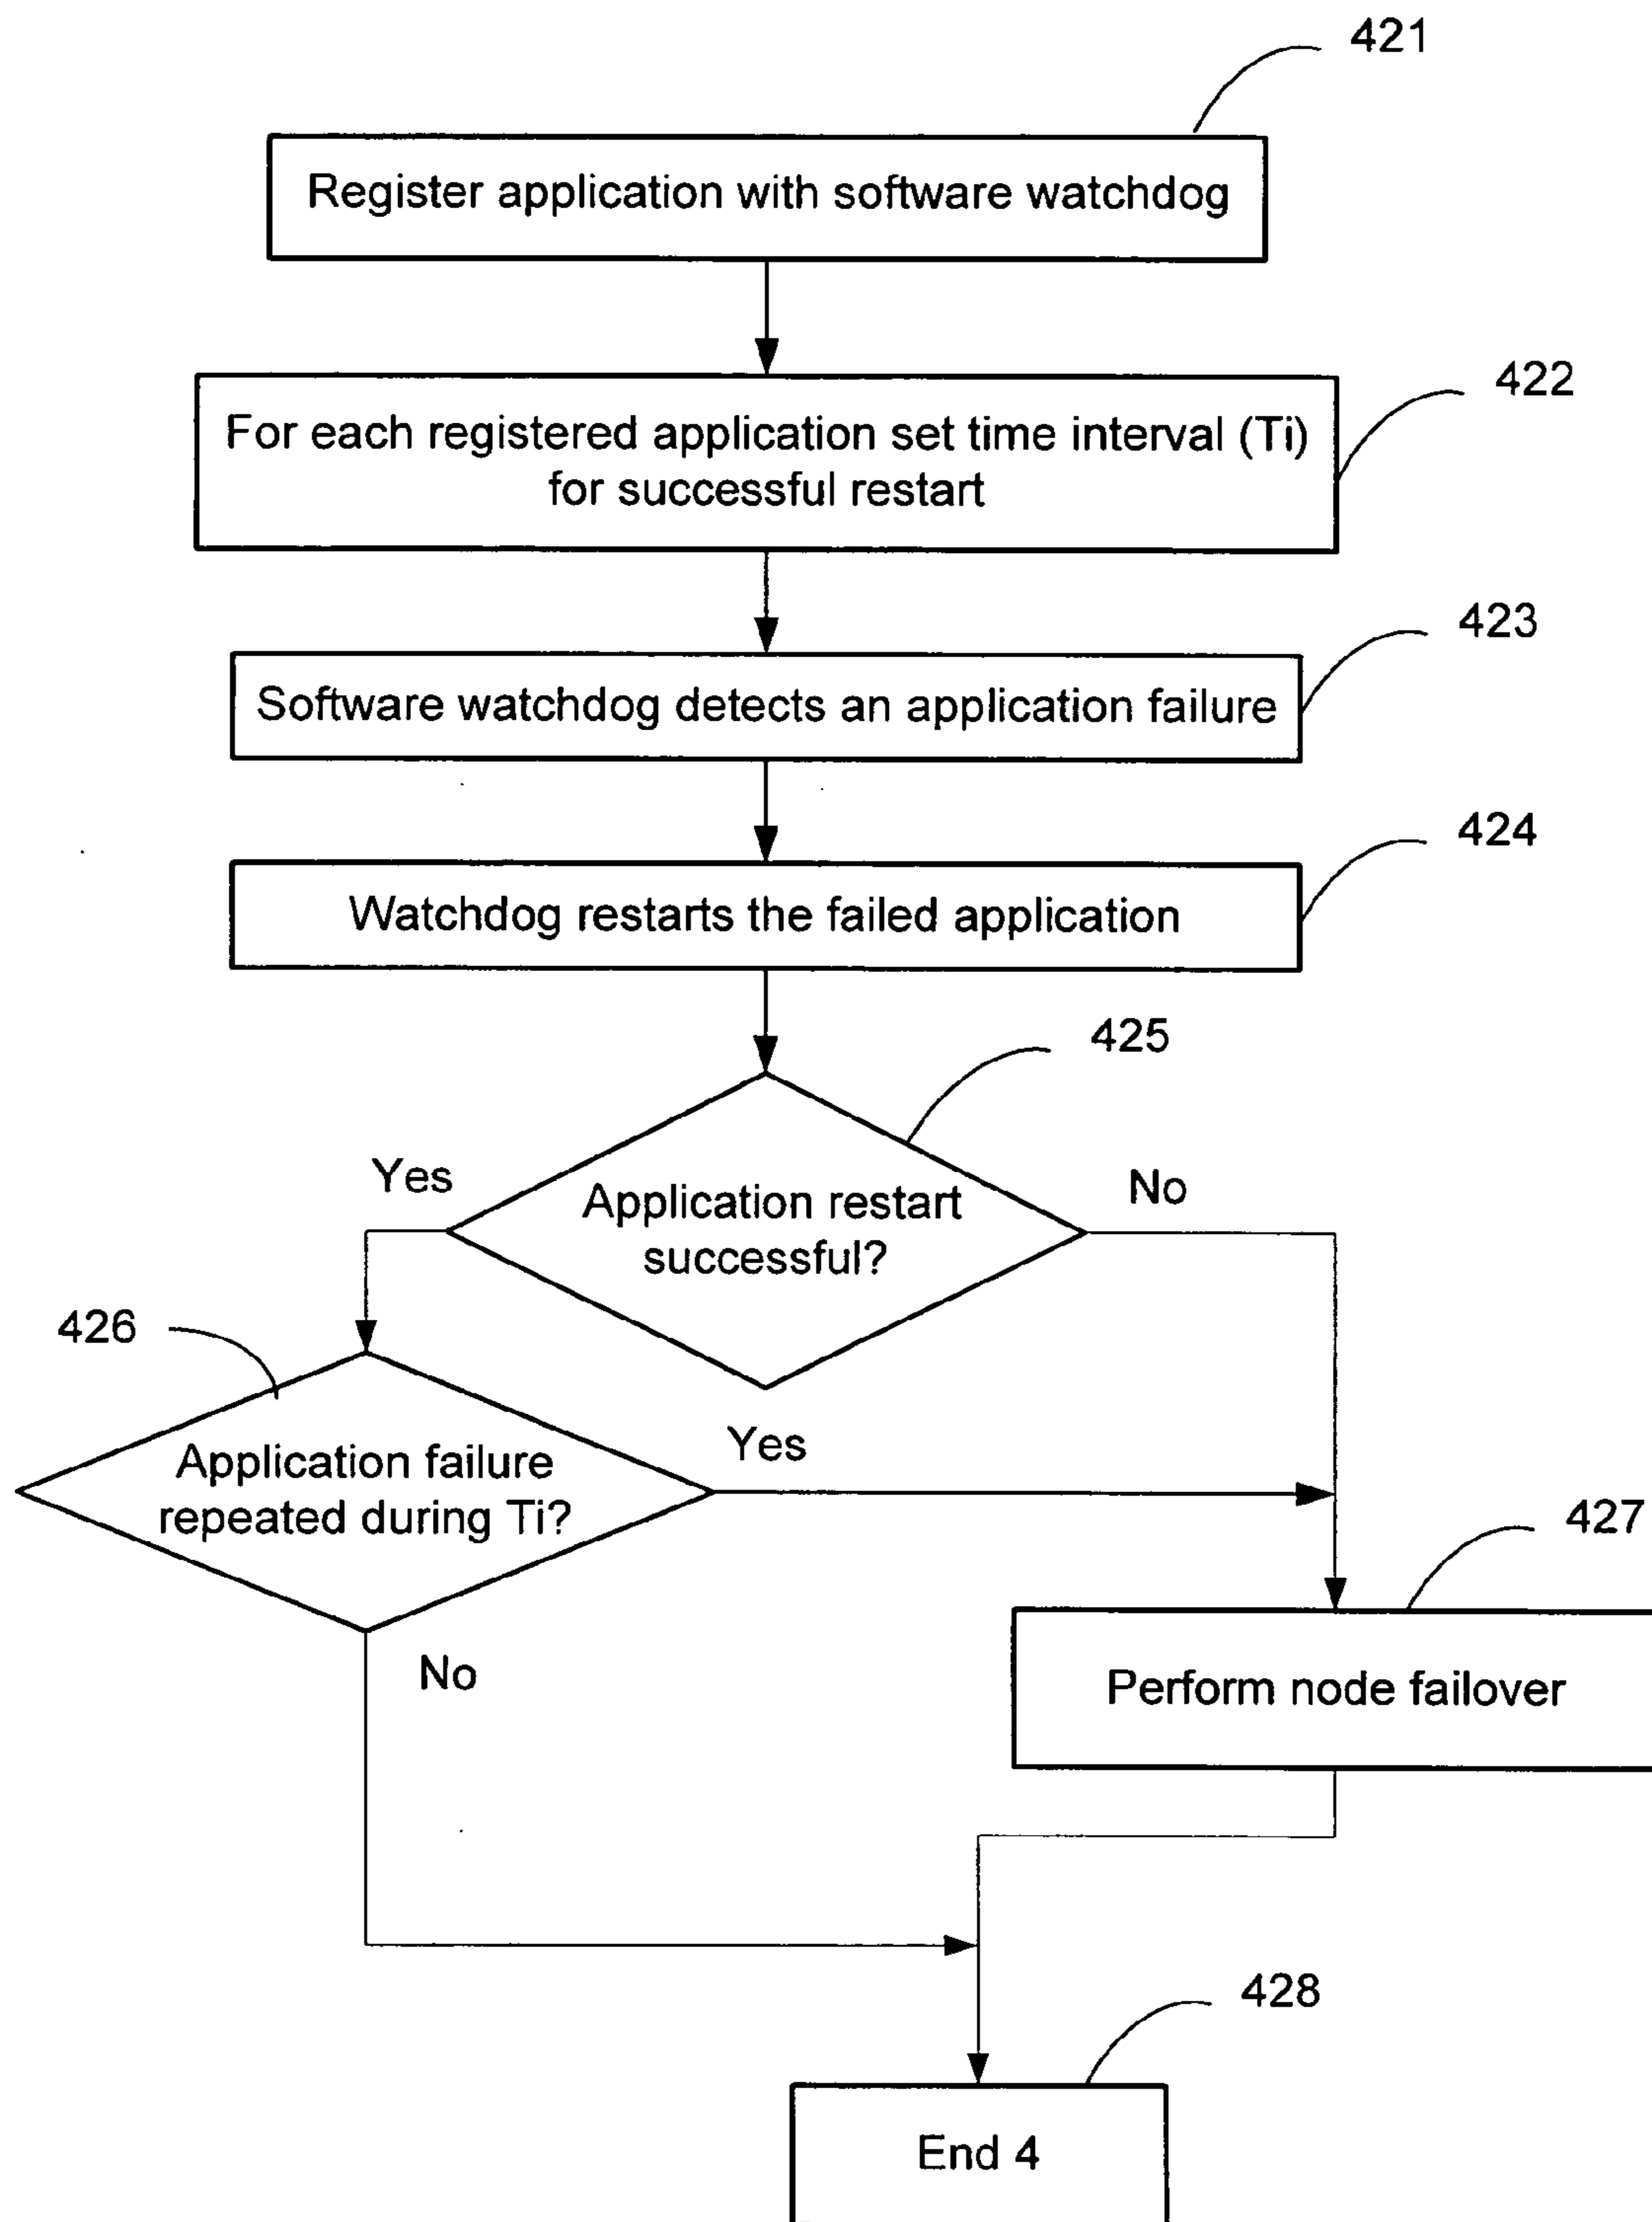 421
Register application with software watchdog
422
For each registered application set time interval (Ti)
for successful restart
423
Software watchdog detects an application failure
424
Watchdog restarts the failed application
425
Yes
No
Application restart
successful?
426
Yes
Application failure
repeated during Ti?
427
No
Perform node failover
428
End 4